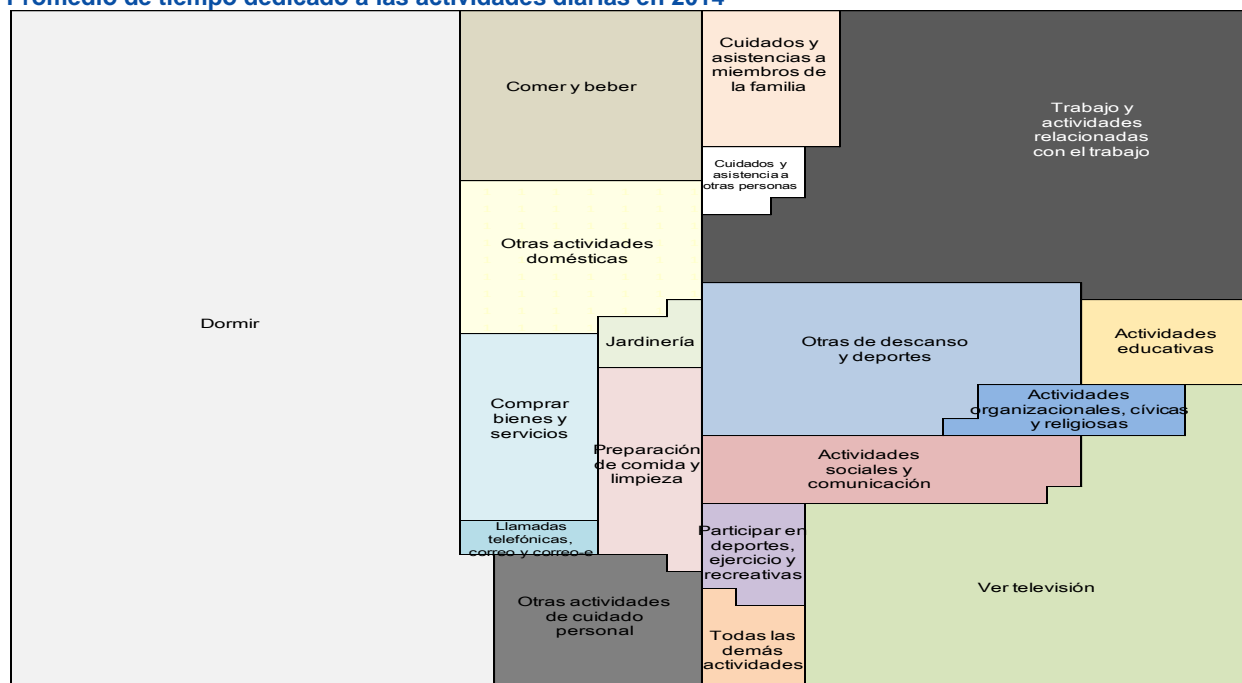 Promedio de tiempo dedicado a las actividades diarias en 2014
Dormir
Comer y beber
Otras actividades
domésticas
Jardinería
Comprar
bienes y
servicios
Preparación
de comida y
limpieza
Llamadas
telefónicas,
correo y correo-e
Otras actividades
de cuidado
personal
Cuidados y
asistencias a
miembros de
la familia
Cuidados y
asistencia a
otras personas
Trabajo y
actividades
relacionadas
con el trabajo
Otras de descanso
y deportes
Actividades
educativas
Actividades
organizacionales, cívicas
y religiosas
Actividades
sociales y
comunicación
Participar en
deportes,
ejercicio y
recreativas
Ver televisión
Todas las
demás
actividades